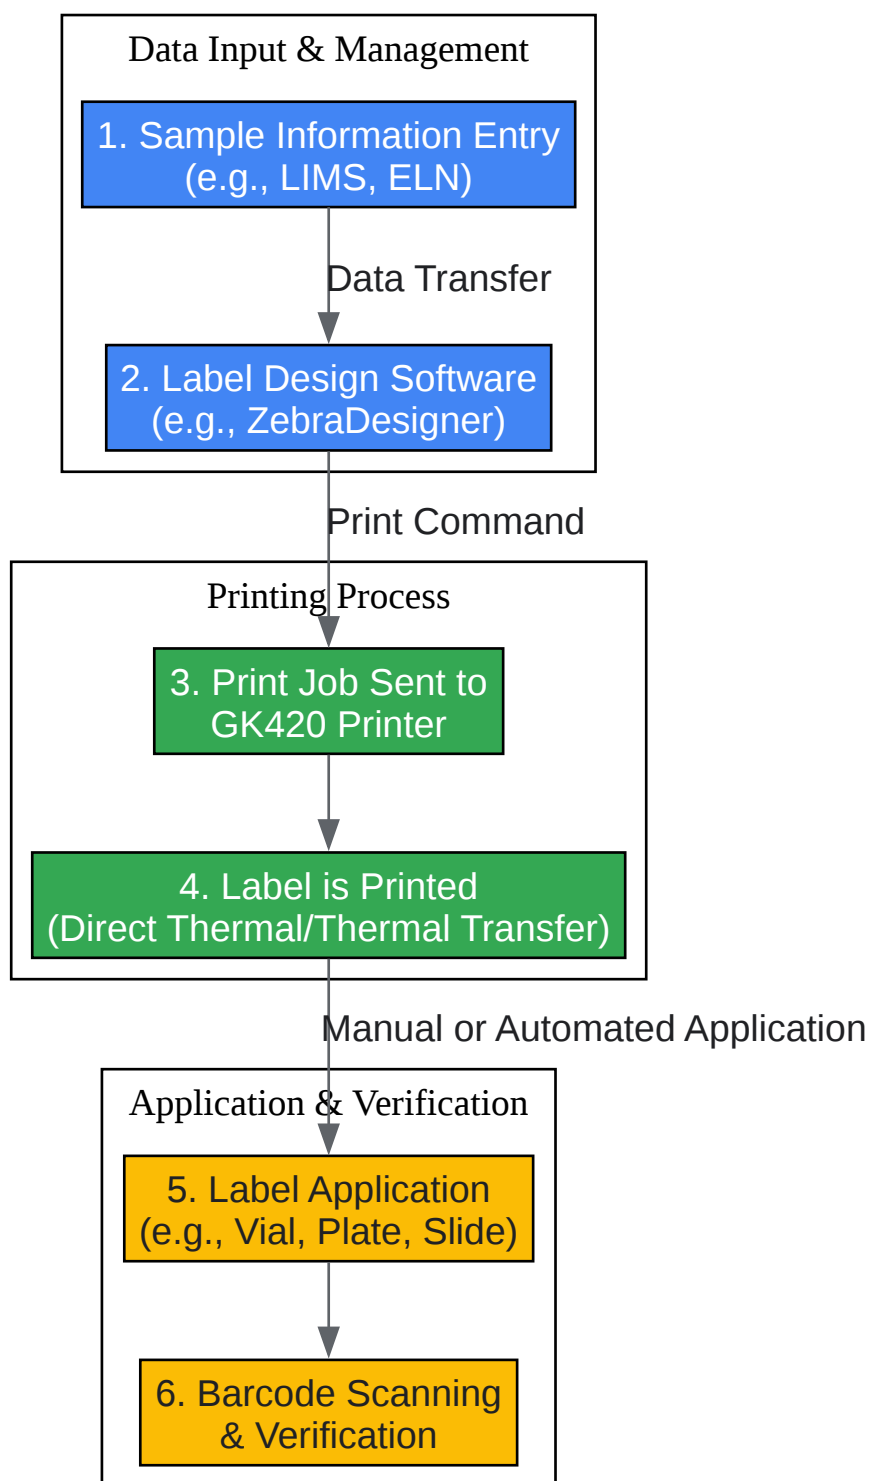 Data Input & Management
1. Sample Information Entry
(e.g., LIMS, ELN)
Data Transfer
2. Label Design Software
(e.g., ZebraDesigner)
Print Command
Printing Process
3. Print Job Sent to
GK420 Printer
4. Label is Printed
(Direct Thermal/Thermal Transfer)
Manual or Automated Application
Application & Verification
5. Label Application
(e.g., Vial, Plate, Slide)
6. Barcode Scanning
& Verification